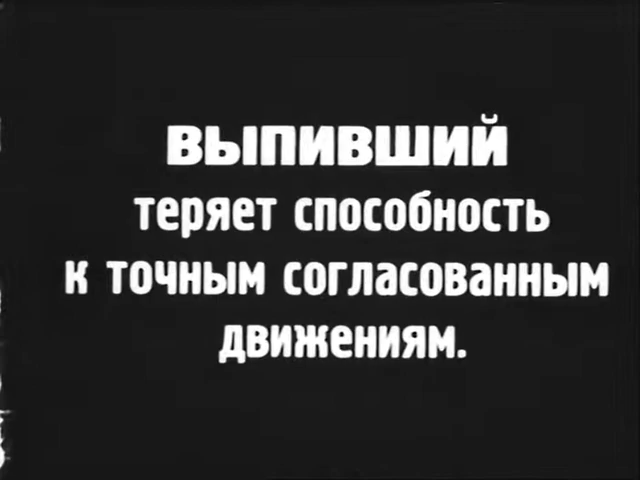 ВЫПИВШИЙ
теряет способность
к точным согласованным
движениям.